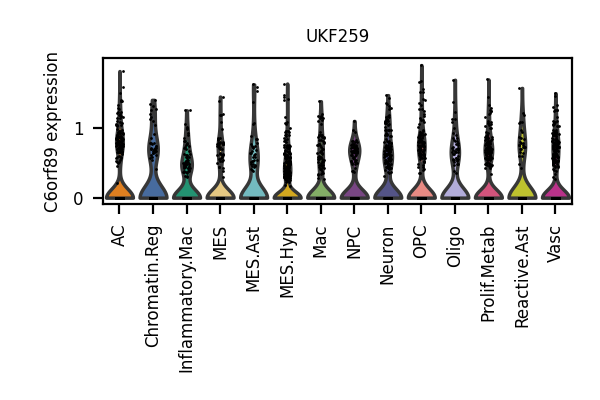 UKF259
C6orf89 expression
1
0
AC
Chromatin.Reg
Inflammatory.Mac
MES
MES.Ast
MES.Hyp
Mac
NPC
Neuron
OPC
Oligo
Prolif.Metab
Reactive.Ast
Vasc